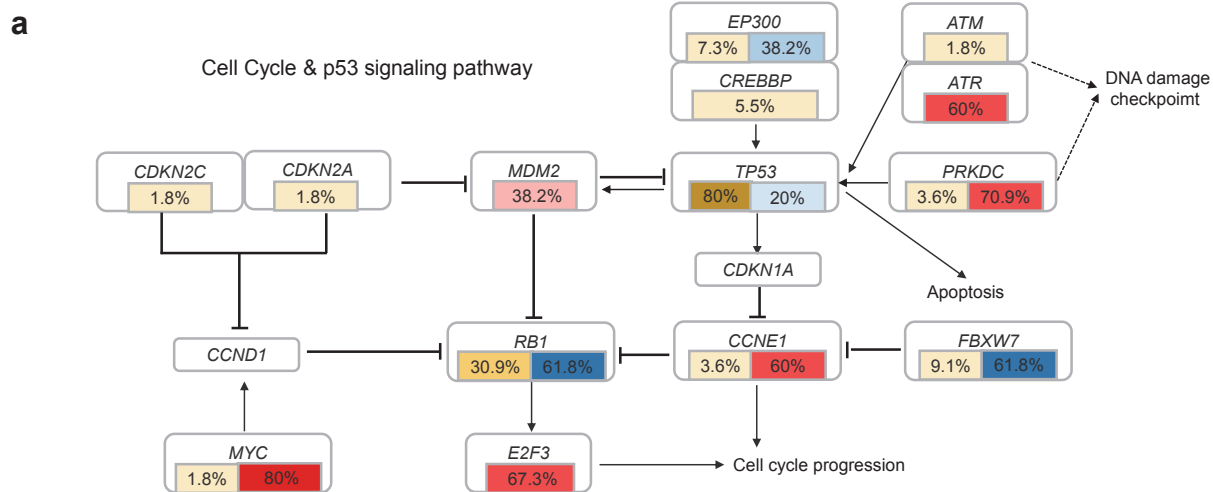 a
Cell Cycle & p53 signaling pathway
EP300
7.3% 38.2%
CREBBP
5.5%
ATM
1.8%
ATR
60%
DNA damage
checkpoimt
CDKN2C
1.8%
CDKN2A
1.8%
MDM2
38.2%
TP53
80% 20%
PRKDC
3.6% 70.9%
CDKN1A
Apoptosis
CCND1
RB1
30.9% 61.8%
CCNE1
3.6% 60%
FBXW7
9.1% 61.8%
MYC
1.8% 80%
E2F3
67.3%
Cell cycle progression